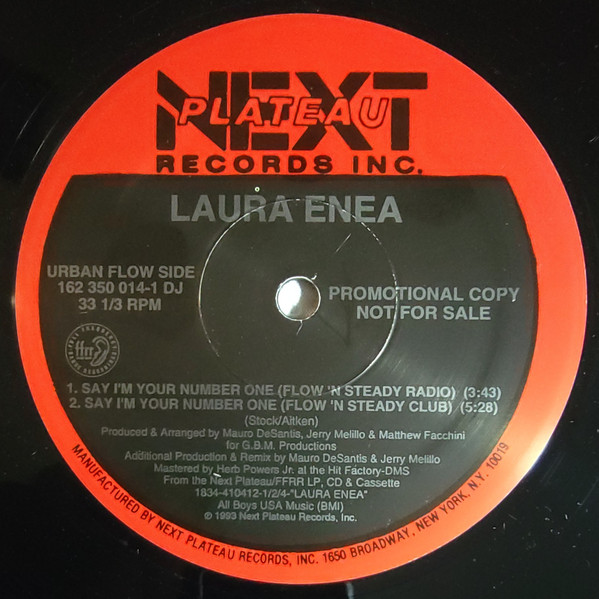 NEXT
PLATEAU
RECORDS INC.
LAURA ENEA
URBAN FLOW SIDE
162 350 014-1 DJ
33 1/3 RPM
PROMOTIONAL COPY
NOT FOR SALE
ffrr
1. SAY I'M YOUR NUMBER ONE (FLOW 'N STEADY RADIO) (3:43)
2. SAY I'M YOUR NUMBER ONE (FLOW 'N STEADY CLUB) (5:28)
(Stock/Aitken)
Produced & Arranged by Mauro DeSantis, Jerry Melillo & Matthew Facchini
for G.B.M. Productions
Additional Production & Remix by Mauro DeSantis & Jerry Melillo
Mastered by Herb Powers Jr. at the Hit Factory-DMS
From the Next Plateau/FFRR LP, CD & Cassette
1834-410412-1/2/4-"LAURA ENEA"
All Boys USA Music (BMI)
© 1993 Next Plateau Records, Inc.
MANUFACTURED BY NEXT PLATEAU RECORDS, INC. 1650 BROADWAY, NEW YORK, N.Y. 10019